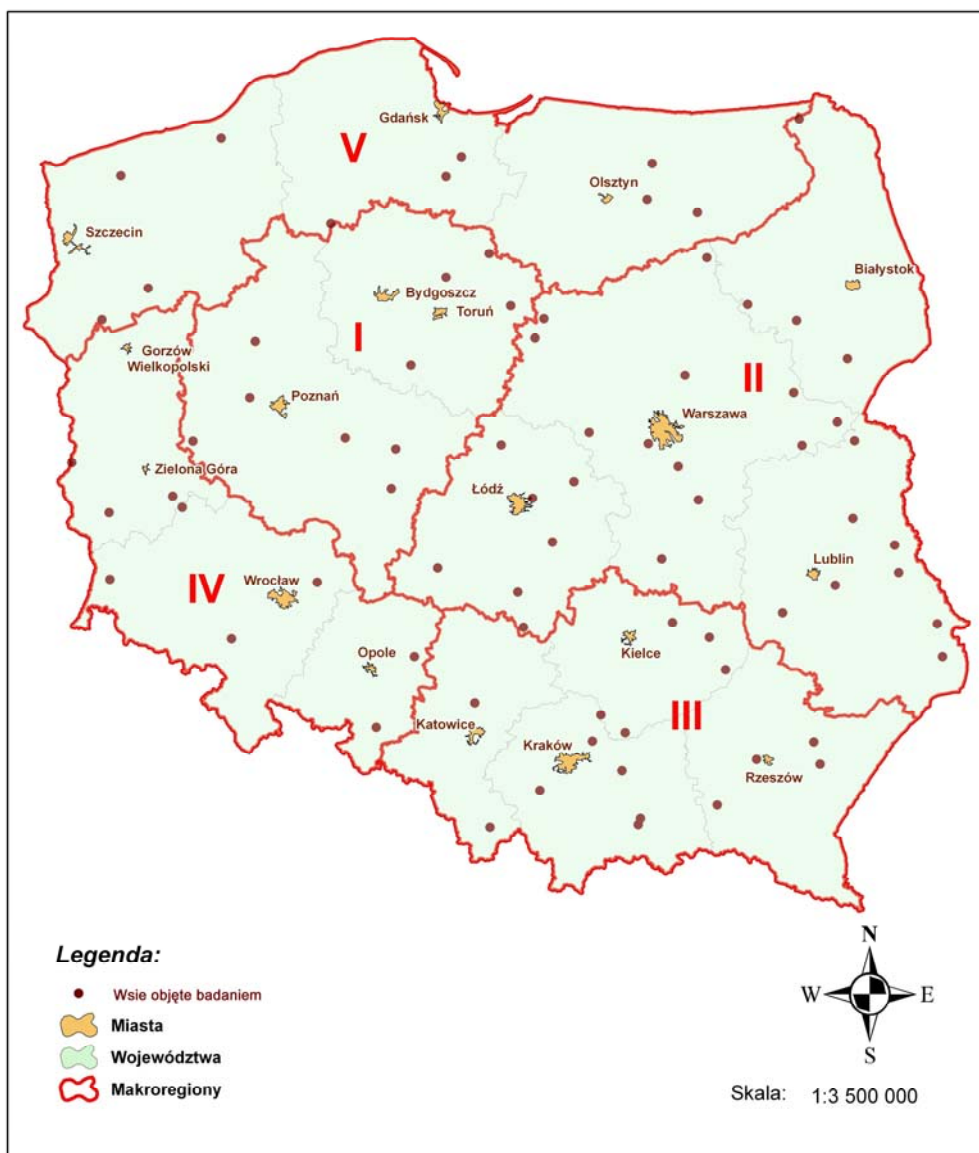 Gdańsk
V
Olsztyn
Szczecin
Białystok
Bydgoszcz
Toruń
I
Gorzów
Wielkopolski
II
Poznań
Warszawa
Zielona Góra
Łódź
Lublin
IV
Wrocław
Kielce
Opole
III
Katowice
Kraków
Rzeszów
Legenda:
Wsie objęte badaniem
Miasta
Województwa
Makroregiony
N
W
E
S
Skala: 1:3 500 000